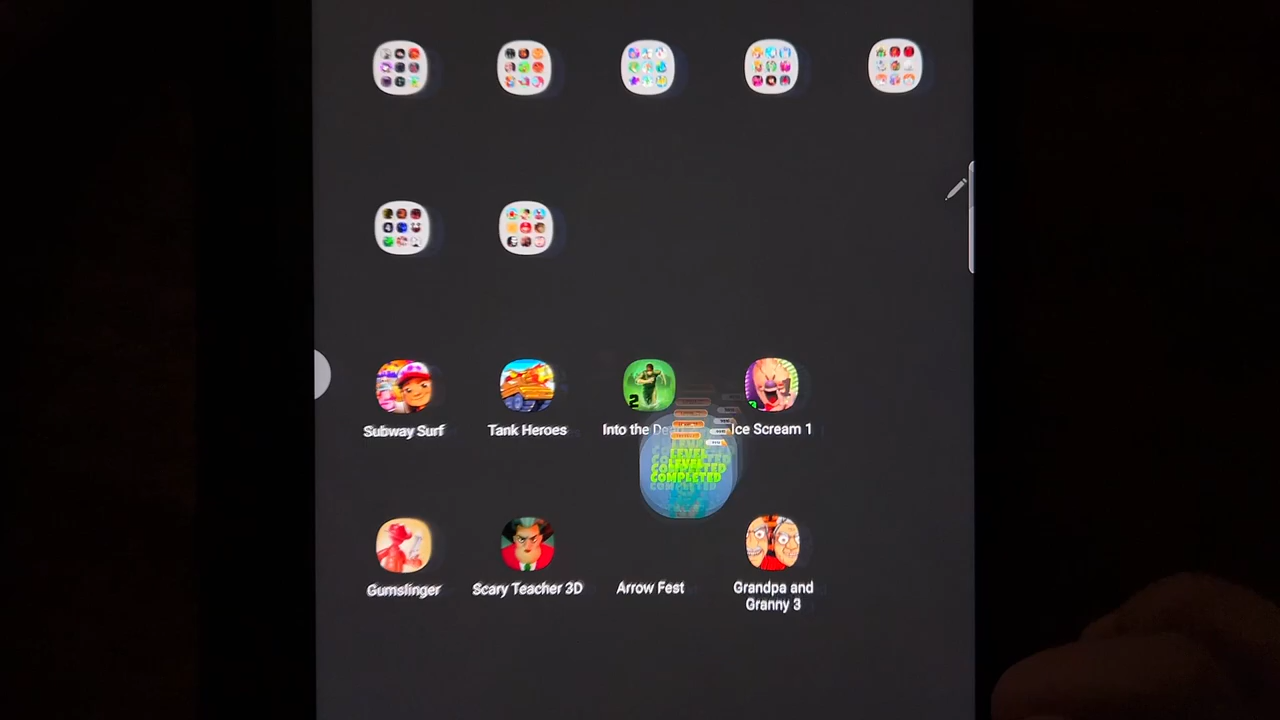 Subway Surf
Tank Heroes
Into the De
Ice Scream 1
LEVEL
COMPLETED
Gumslinger
Scary Teacher 3D
Arrow Fest
Grandpa and
Granny 3